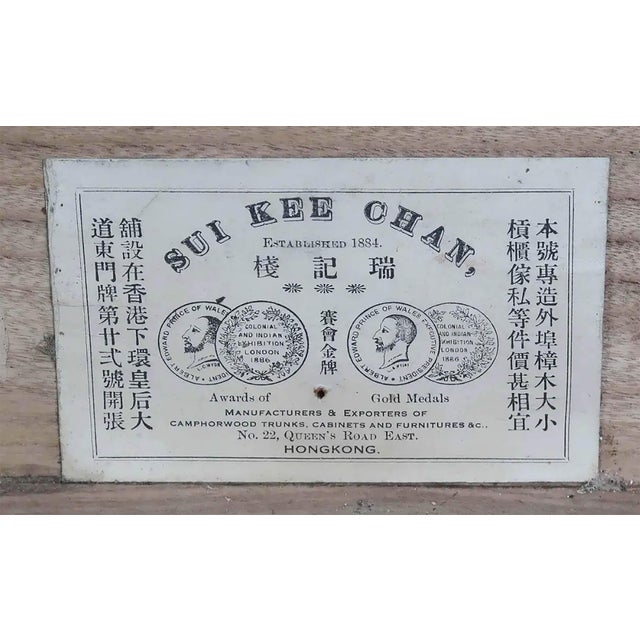 SUI KEE CHAN,
ESTABLISHED 1884.
瑞記棧
本號專造外埠樟木大小
槓櫃傢私等件價甚相宜
舖設在香港下環皇后大
道東門牌第廿弍號開張
ALBERT EDWARD PRINCE OF WALES
PRESIDENT
COLONIAL
AND INDIAN
EXHIBITION
LONDON
1886
賽會金牌
ALBERT EDWARD PRINCE OF WALES EXECUTIVE PRESIDENT
COLONIAL
AND INDIAN
EXHIBITION
LONDON
1886
Awards of Gold Medals
MANUFACTURERS & EXPORTERS OF
CAMPHORWOOD TRUNKS, CABINETS AND FURNITURES &C..
No. 22, QUEEN'S ROAD EAST.
HONGKONG.